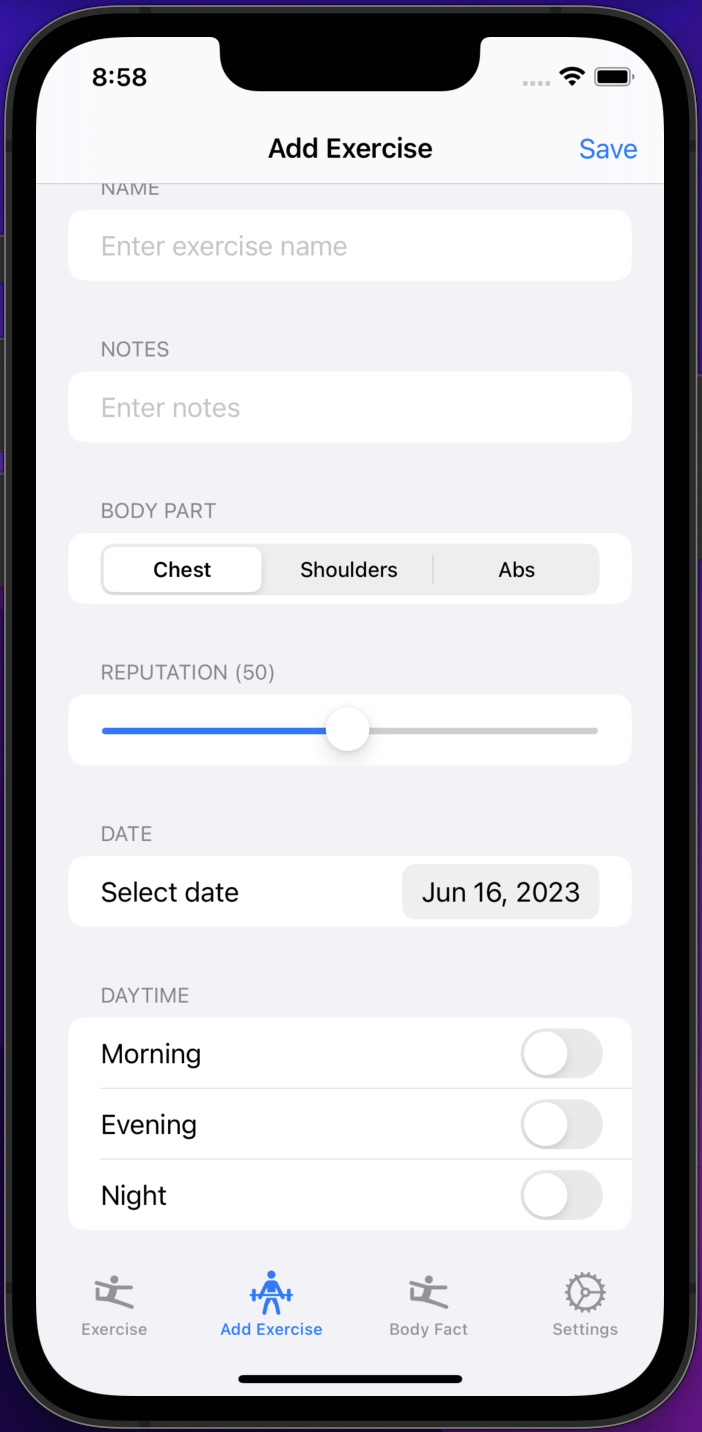 8:58
Add Exercise
Save
NAME
Enter exercise name
NOTES
Enter notes
BODY PART
Chest Shoulders Abs
REPUTATION (50)
DATE
Select date Jun 16, 2023
DAYTIME
Morning
Evening
Night
Exercise Add Exercise Body Fact Settings